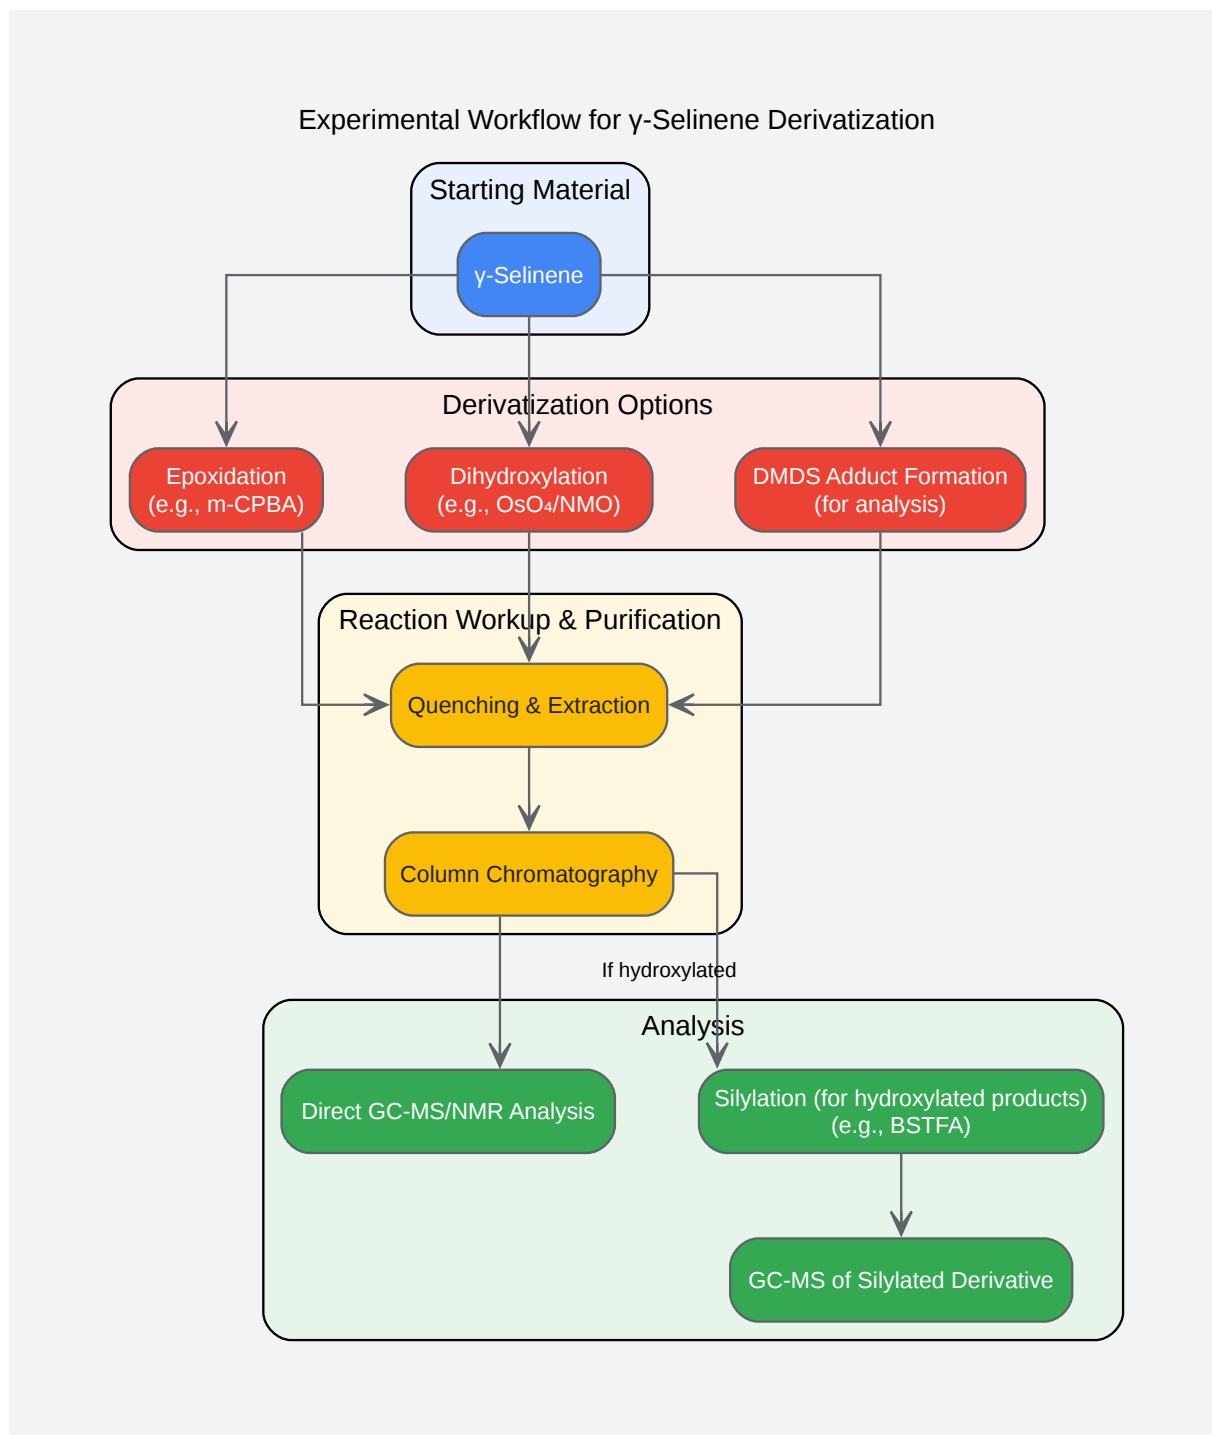 Experimental Workflow for γ-Selinene Derivatization
Starting Material
γ-Selinene
Derivatization Options
Epoxidation
(e.g., m-CPBA)
Dihydroxylation
(e.g., OsO₄/NMO)
DMDS Adduct Formation
(for analysis)
Reaction Workup & Purification
Quenching & Extraction
Column Chromatography
If hydroxylated
Analysis
Direct GC-MS/NMR Analysis
Silylation (for hydroxylated products)
(e.g., BSTFA)
GC-MS of Silylated Derivative